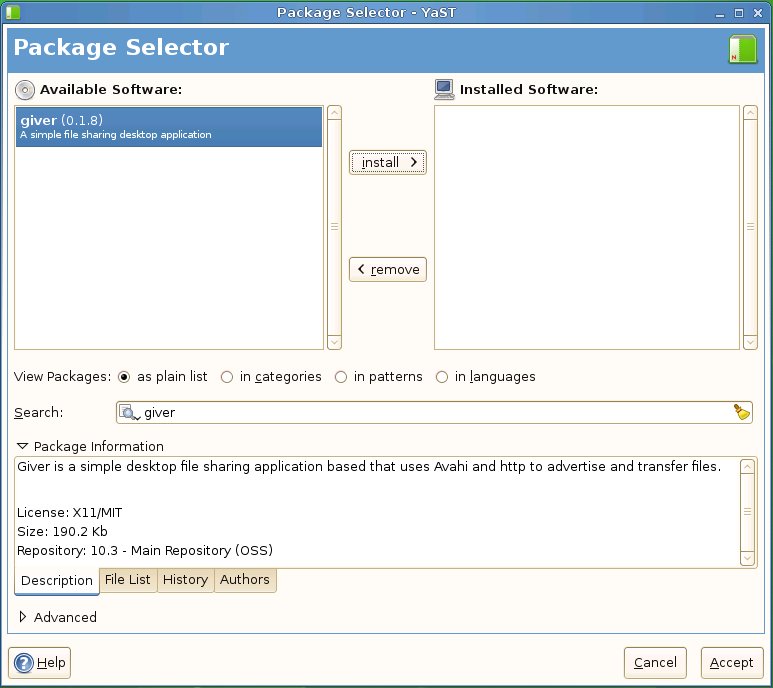 Package Selector - YaST
Package Selector
Available Software:
Installed Software:
giver (0.1.8)
A simple file sharing desktop application
install >
< remove
View Packages: as plain list in categories in patterns in languages
Search: giver
Package Information
Giver is a simple desktop file sharing application based that uses Avahi and http to advertise and transfer files.
License: X11/MIT
Size: 190.2 Kb
Repository: 10.3 - Main Repository (OSS)
Description File List History Authors
Advanced
Help Cancel Accept